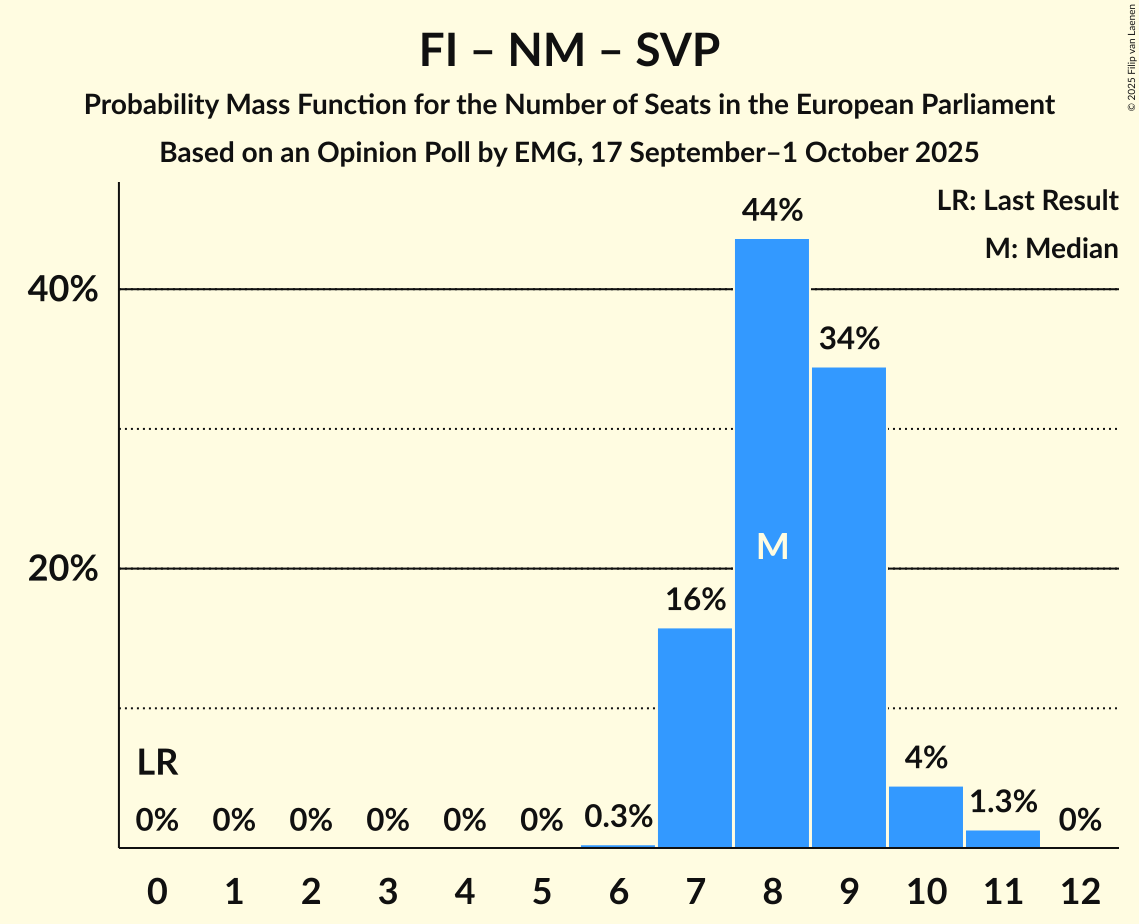 FI – NM – SVP
Probability Mass Function for the Number of Seats in the European Parliament
Based on an Opinion Poll by EMG, 17 September–1 October 2025
© 2025 Filip van Laenen
LR: Last Result
M: Median
40%
20%
44%
34%
M
16%
LR
4%
0% 0% 0% 0% 0% 0% 0.3% 1.3% 0%
0 1 2 3 4 5 6 7 8 9 10 11 12